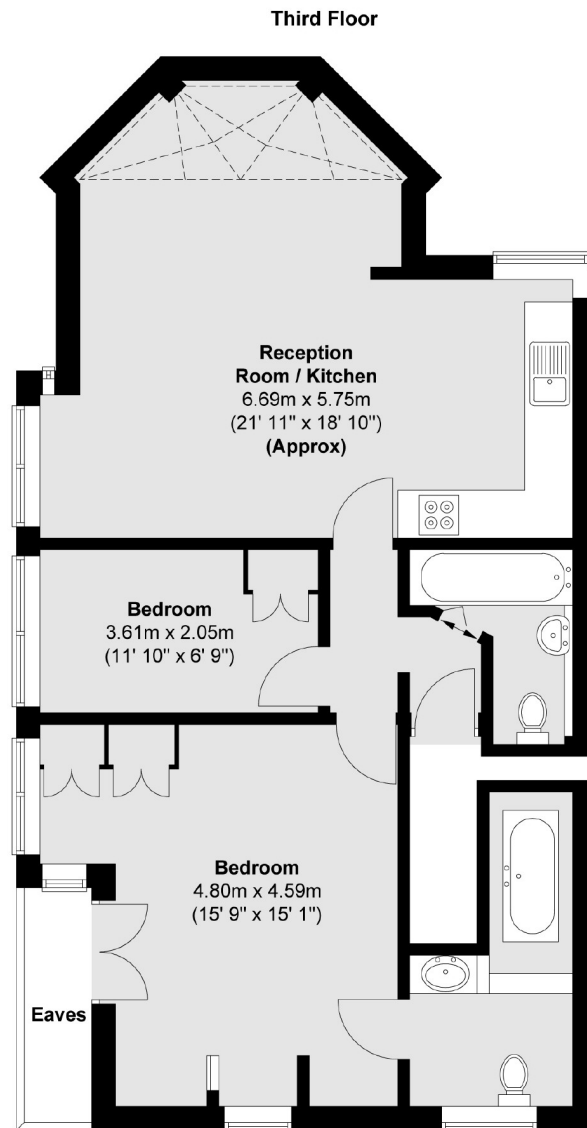 Third Floor
Reception
Room / Kitchen
6.69m x 5.75m
(21' 11" x 18' 10")
(Approx)
Bedroom
3.61m x 2.05m
(11' 10" x 6' 9")
Bedroom
4.80m x 4.59m
(15' 9" x 15' 1")
Eaves